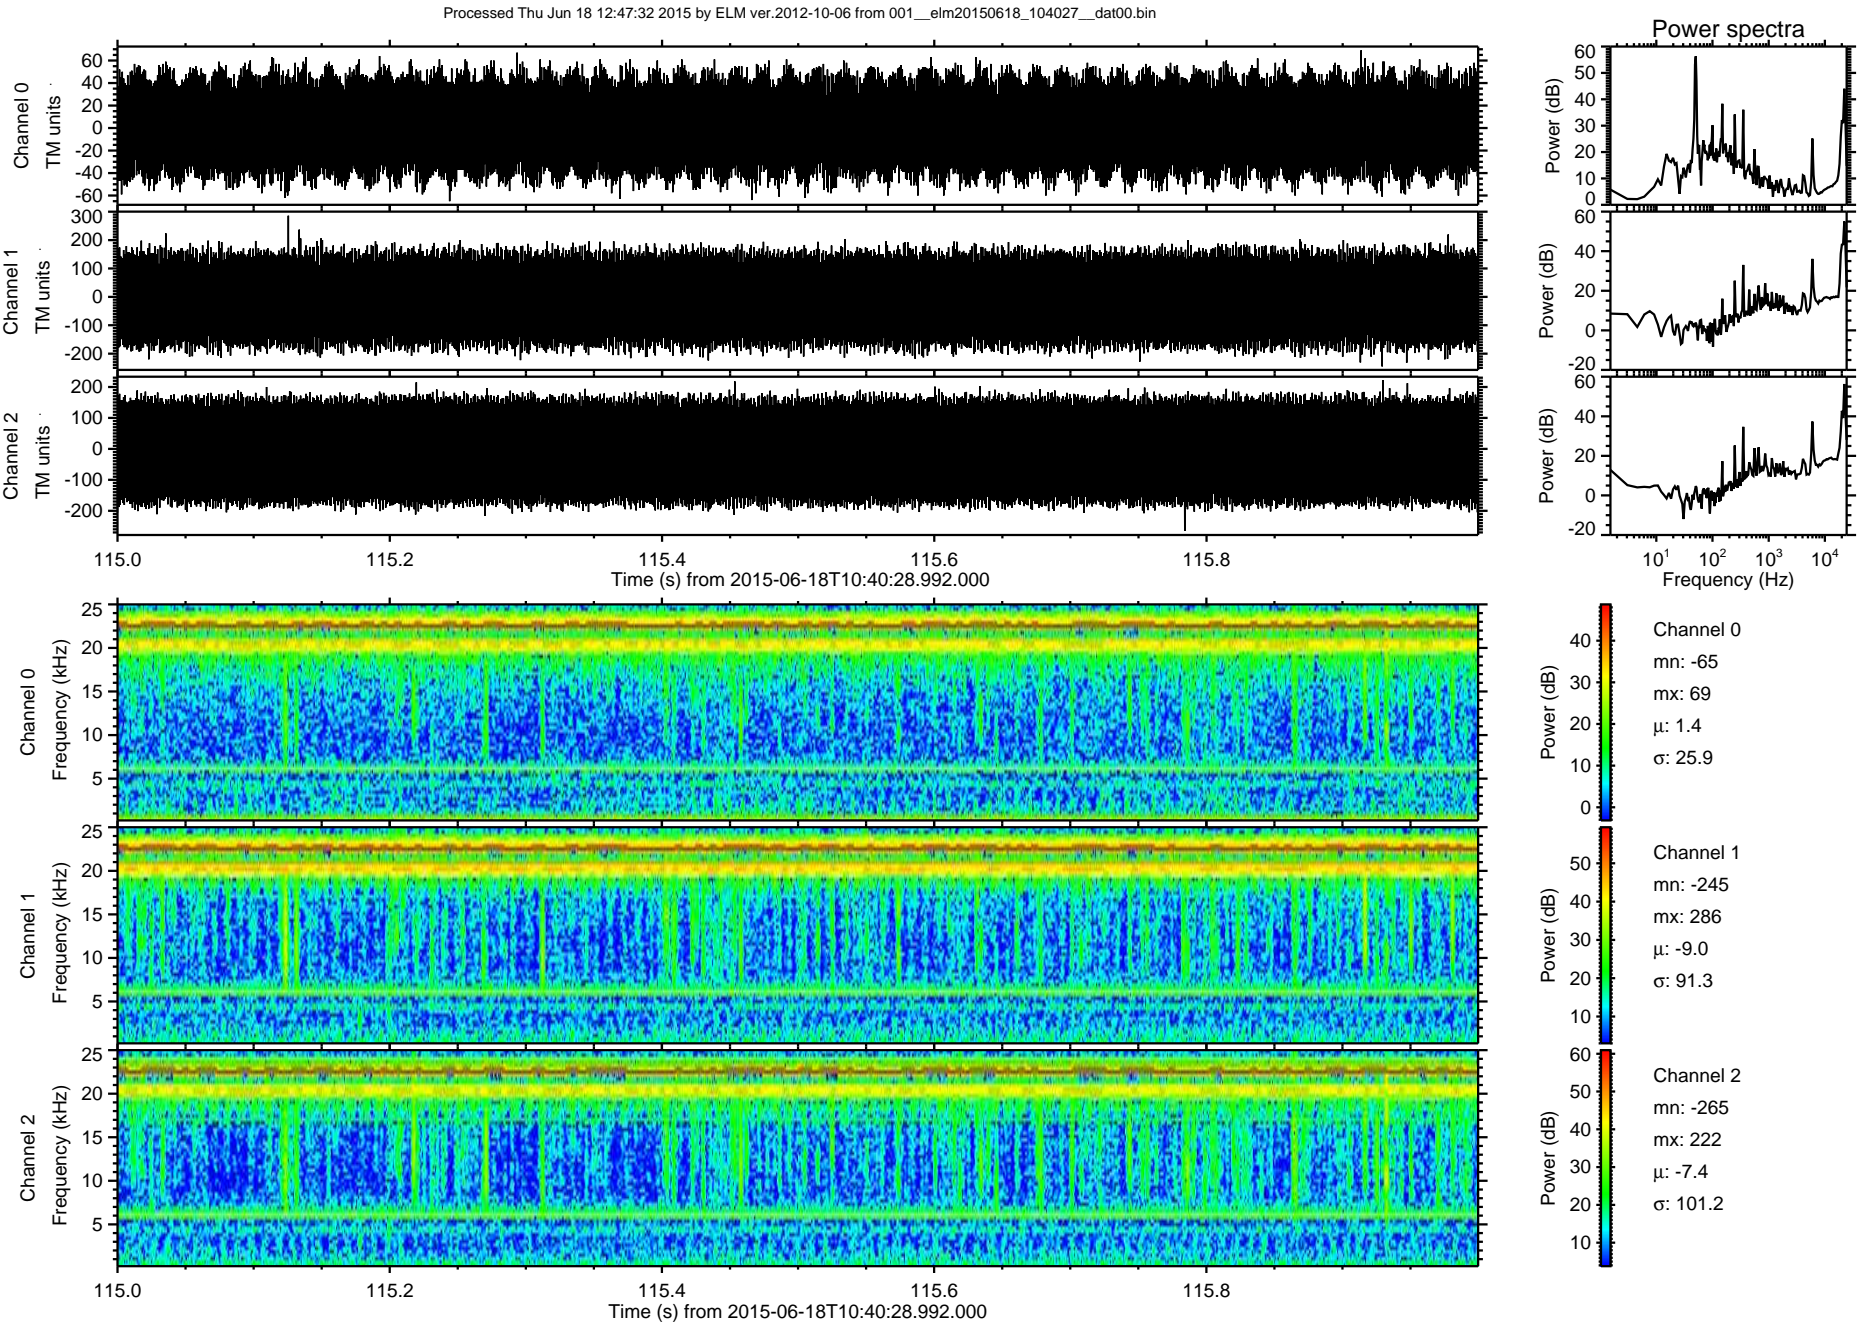 Processed Thu Jun 18 12:47:32 2015 by ELM ver.2012-10-06 from 001__elm20150618_104027__dat00.bin
Power spectra
Channel 0
TM units
60
40
20
0
-20
-40
-60
Power (dB)
60
50
40
30
20
10
0
Channel 1
TM units
300
200
100
0
-100
-200
Power (dB)
60
40
20
0
-20
Channel 2
TM units
200
100
0
-100
-200
Power (dB)
60
40
20
0
-20
115.0 115.2 115.4 115.6 115.8
Time (s) from 2015-06-18T10:40:28.992.000
10¹ 10² 10³ 10⁴
Frequency (Hz)
Channel 0
Frequency (kHz)
25
20
15
10
5
Power (dB)
40
30
20
10
0
Channel 0
mn: -65
mx: 69
μ: 1.4
σ: 25.9
Channel 1
Frequency (kHz)
25
20
15
10
5
Power (dB)
50
40
30
20
10
Channel 1
mn: -245
mx: 286
μ: -9.0
σ: 91.3
Channel 2
Frequency (kHz)
25
20
15
10
5
Power (dB)
60
50
40
30
20
10
Channel 2
mn: -265
mx: 222
μ: -7.4
σ: 101.2
115.0 115.2 115.4 115.6 115.8
Time (s) from 2015-06-18T10:40:28.992.000